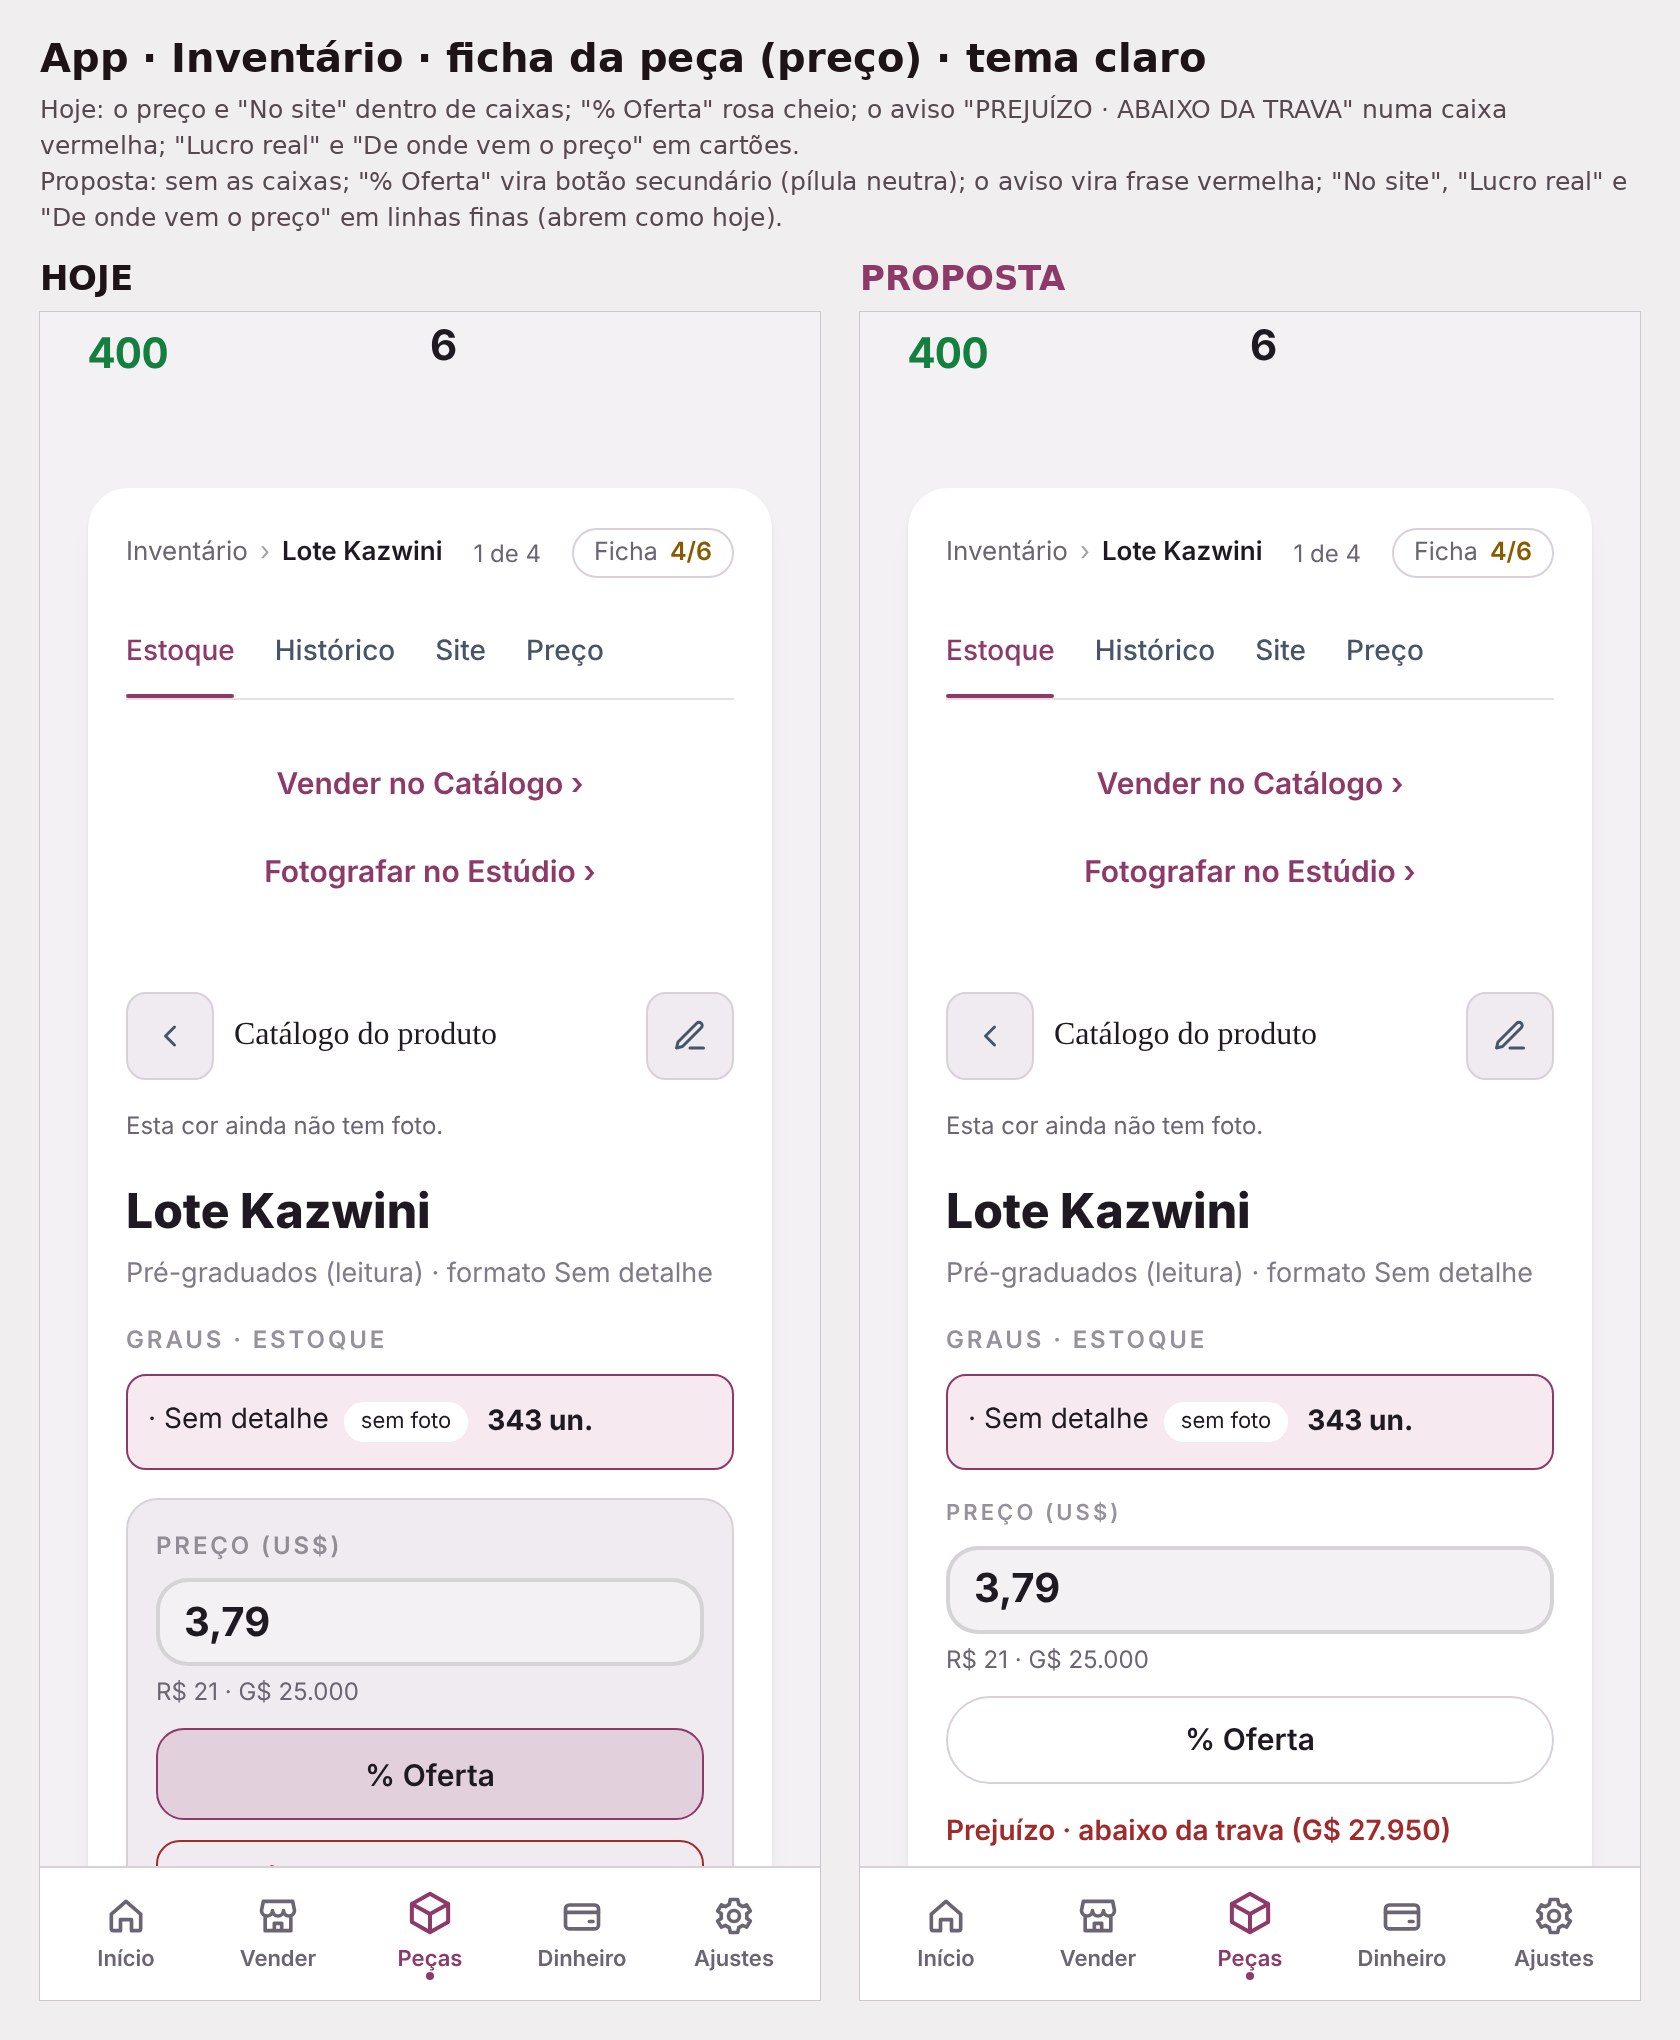 App · Inventário · ficha da peça (preço) · tema claro
Hoje: o preço e "No site" dentro de caixas; "% Oferta" rosa cheio; o aviso "PREJUÍZO · ABAIXO DA TRAVA" numa caixa
vermelha; "Lucro real" e "De onde vem o preço" em cartões.
Proposta: sem as caixas; "% Oferta" vira botão secundário (pílula neutra); o aviso vira frase vermelha; "No site", "Lucro real" e
"De onde vem o preço" em linhas finas (abrem como hoje).
HOJE
400 6
Inventário › Lote Kazwini 1 de 4 Ficha 4/6
Estoque Histórico Site Preço
Vender no Catálogo ›
Fotografar no Estúdio ›
Catálogo do produto
Esta cor ainda não tem foto.
Lote Kazwini
Pré-graduados (leitura) · formato Sem detalhe
GRAUS · ESTOQUE
· Sem detalhe sem foto 343 un.
PREÇO (US$)
3,79
R$ 21 · G$ 25.000
% Oferta
Início Vender Peças Dinheiro Ajustes
PROPOSTA
400 6
Inventário › Lote Kazwini 1 de 4 Ficha 4/6
Estoque Histórico Site Preço
Vender no Catálogo ›
Fotografar no Estúdio ›
Catálogo do produto
Esta cor ainda não tem foto.
Lote Kazwini
Pré-graduados (leitura) · formato Sem detalhe
GRAUS · ESTOQUE
· Sem detalhe sem foto 343 un.
PREÇO (US$)
3,79
R$ 21 · G$ 25.000
% Oferta
Prejuízo · abaixo da trava (G$ 27.950)
Início Vender Peças Dinheiro Ajustes